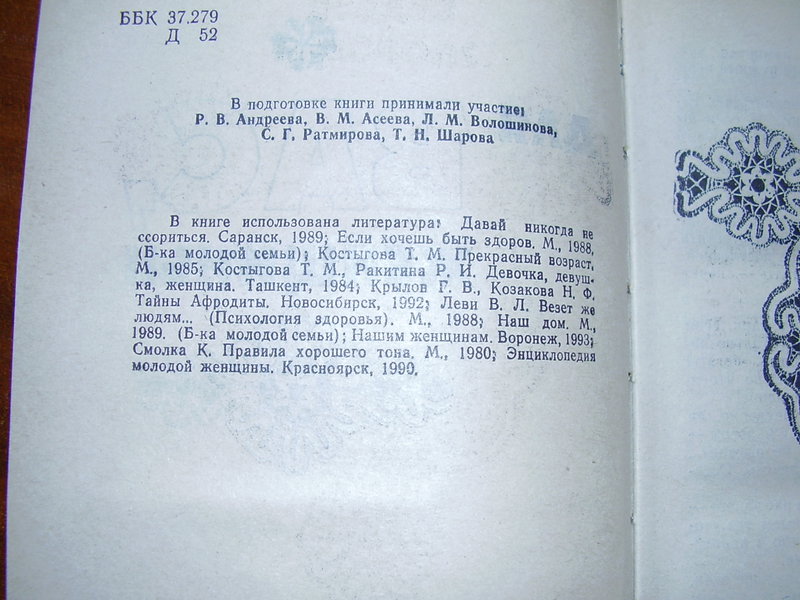 ББК 37.279
Д 52
В подготовке книги принимали участие:
Р. В. Андреева, В. М. Асеева, Л. М. Волошинова,
С. Г. Ратмирова, Т. Н. Шарова
В книге использована литература: Давай никогда не
ссориться. Саранск, 1989; Если хочешь быть здоров. М., 1988.
(Б-ка молодой семьи); Костыгова Т. М. Прекрасный возраст,
М., 1985; Костыгова Т. М., Ракитина Р. И. Девочка, девуш-
ка, женщина. Ташкент, 1984; Крылов Г. В., Козакова Н. Ф.
Тайны Афродиты. Новосибирск, 1992; Леви В. Л. Везет же
людям... (Психология здоровья). М., 1988; Наш дом. М.,
1989. (Б-ка молодой семьи); Нашим женщинам. Воронеж, 1993;
Смолка К. Правила хорошего тона. М., 1980; Энциклопедия
молодой женщины. Красноярск, 1990.